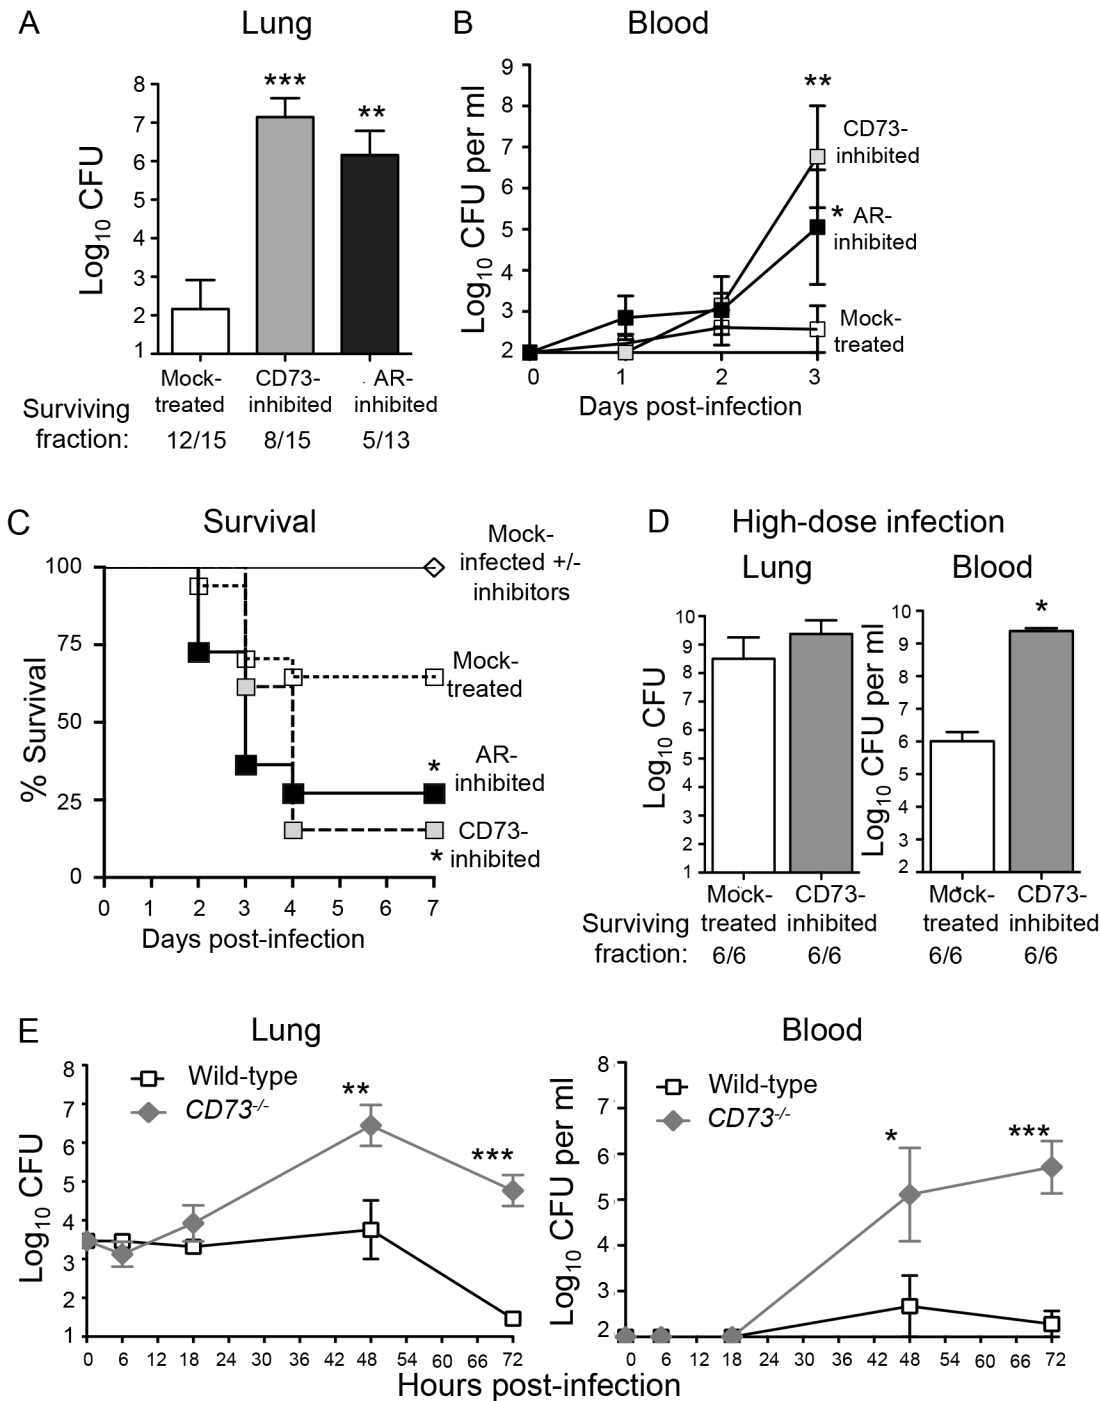 A
Lung
Log10 CFU
8
7
6
5
4
3
2
1
***
**
Mock-
treated
CD73-
inhibited
AR-
inhibited
Surviving
fraction:
12/15
8/15
5/13
B
Blood
Log10 CFU per ml
9
8
7
6
5
4
3
2
0
1
2
3
Days post-infection
**
CD73-
inhibited
* AR-
inhibited
Mock-
treated
C
Survival
% Survival
100
75
50
25
0
0
1
2
3
4
5
6
7
Days post-infection
Mock-
infected +/-
inhibitors
Mock-
treated
*
AR-
inhibited
CD73-
* inhibited
D
High-dose infection
Lung
Log10 CFU
10
9
8
7
6
5
4
3
2
1
Mock-
treated
CD73-
inhibited
Surviving
fraction:
6/6
6/6
Blood
Log10 CFU per ml
10
9
8
7
6
5
4
3
2
*
Mock-
treated
CD73-
inhibited
6/6
6/6
E
Lung
Log10 CFU
8
7
6
5
4
3
2
1
Wild-type
CD73-/-
**
***
0 6 12 18 24 30 36 42 48 54 60 66 72
Blood
Log10 CFU per ml
8
7
6
5
4
3
2
Wild-type
CD73-/-
*
***
0 6 12 18 24 30 36 42 48 54 60 66 72
Hours post-infection